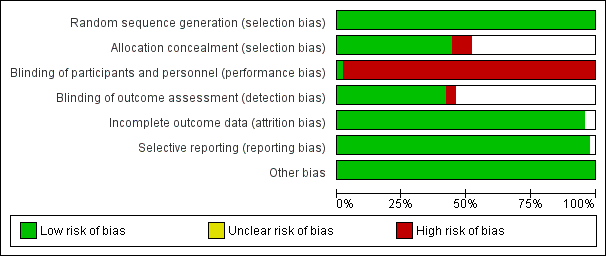 Random sequence generation (selection bias)
Allocation concealment (selection bias)
Blinding of participants and personnel (performance bias)
Blinding of outcome assessment (detection bias)
Incomplete outcome data (attrition bias)
Selective reporting (reporting bias)
Other bias
0% 25% 50% 75% 100%
Low risk of bias Unclear risk of bias High risk of bias